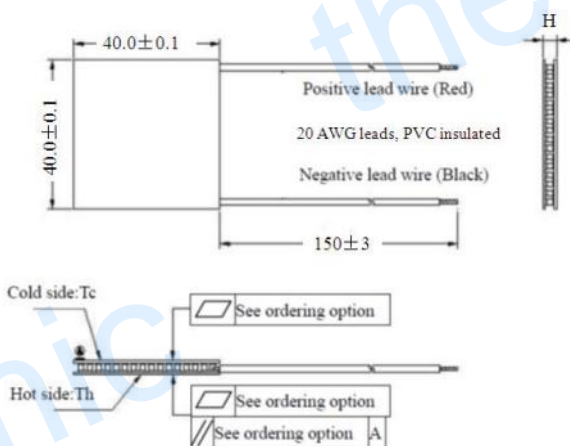 40.0±0.1
H
40.0±0.1
Positive lead wire (Red)
20 AWG leads, PVC insulated
Negative lead wire (Black)
150±3
Cold side:Tc
See ordering option
Hot side:Th
See ordering option
See ordering option A